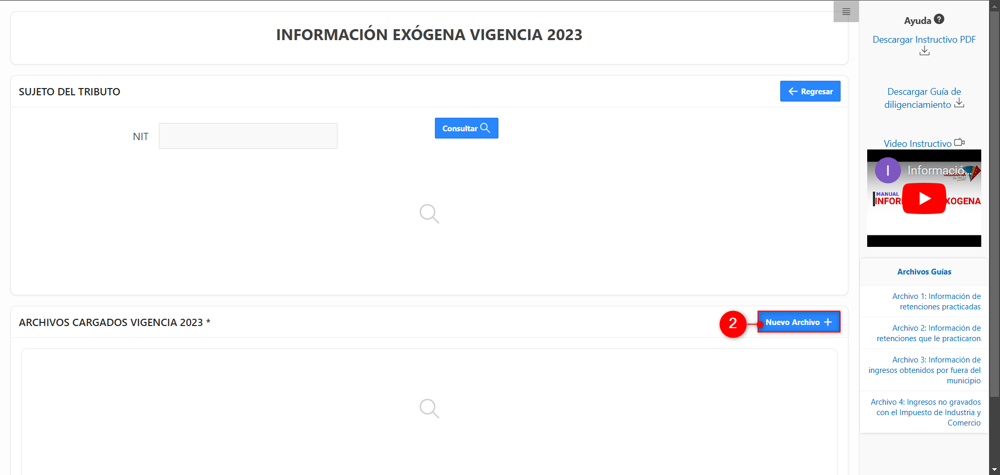 INFORMACIÓN EXÓGENA VIGENCIA 2023
SUJETO DEL TRIBUTO
Regresar
NIT
Consultar
ARCHIVOS CARGADOS VIGENCIA 2023 *
2
Nuevo Archivo
Ayuda ?
Descargar Instructivo PDF
Descargar Guía de
diligenciamiento
Video Instructivo
I
Informació...
EN ORDEN
MANUAL
INFOR
XOGENA
Archivos Guías
Archivo 1: Información de
retenciones practicadas
Archivo 2: Información de
retenciones que le practicaron
Archivo 3: Información de
ingresos obtenidos por fuera del
municipio
Archivo 4: Ingresos no gravados
con el Impuesto de Industria y
Comercio